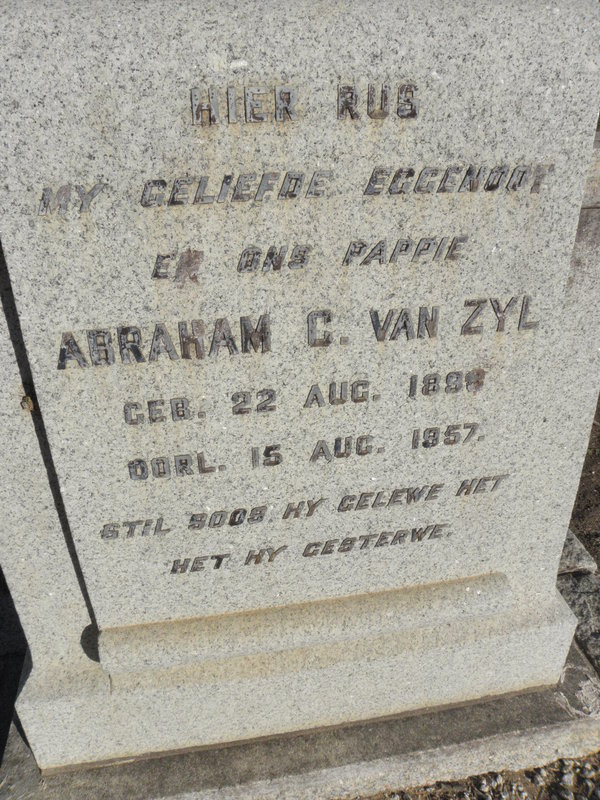 HIER RUS
MY GELIEFDE EGGENOOT
EN ONS PAPPIE
ABRAHAM C. VAN ZYL
GEB. 22 AUG.
OORL. 15 AUG. 1957.
STIL SOOS HY GELEWE HET
HET HY GESTERWE.